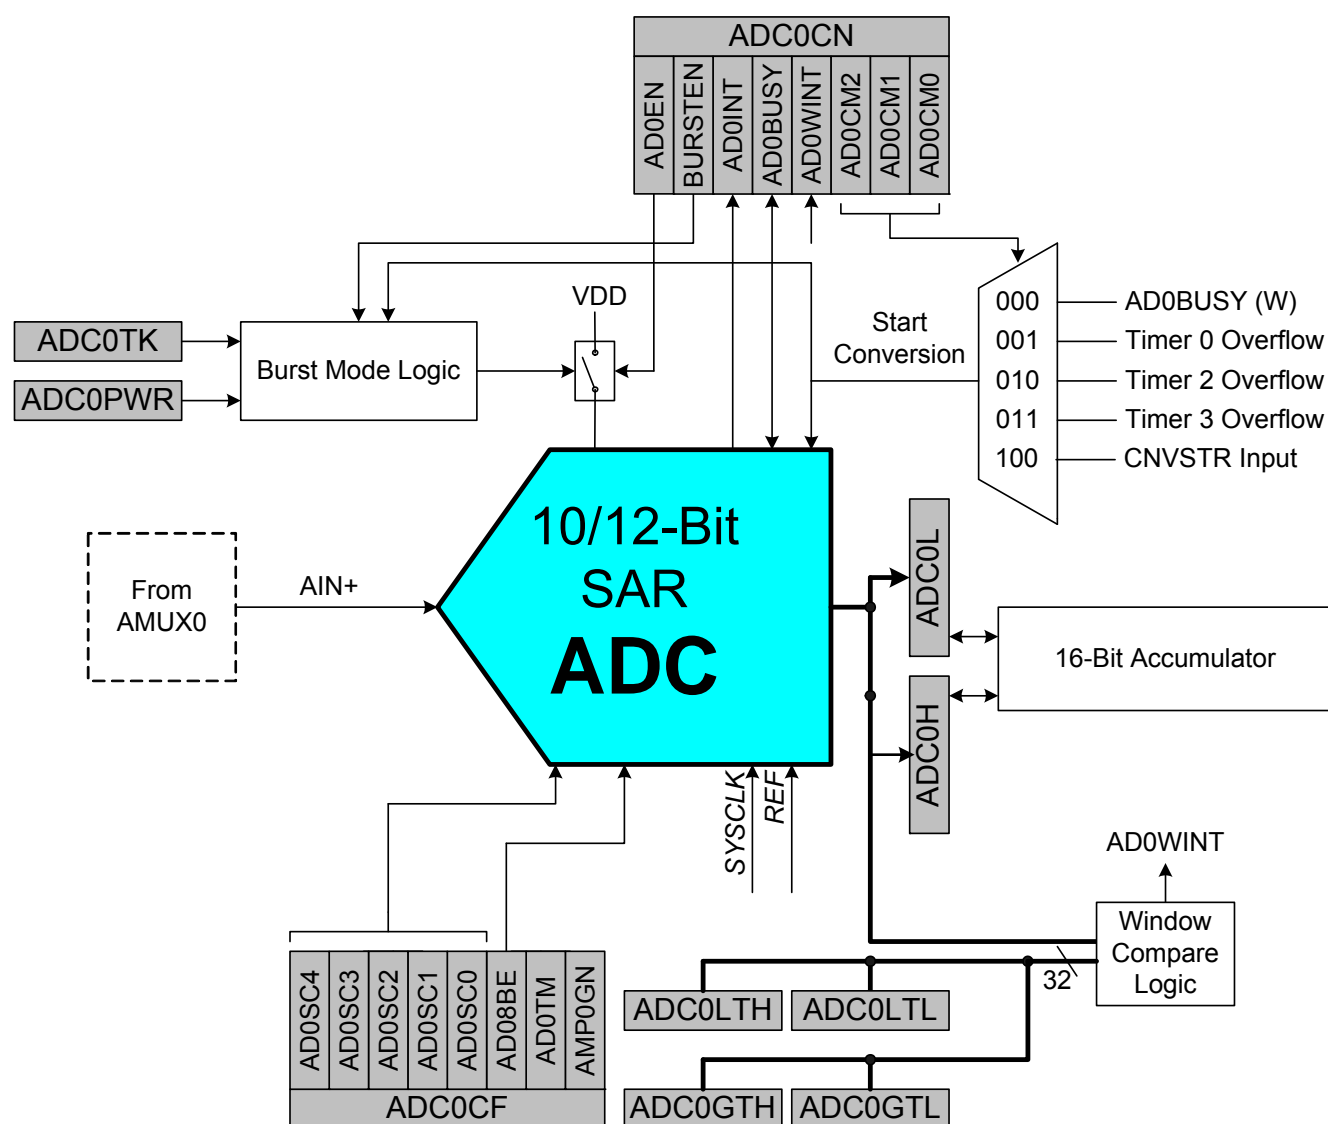 ADC0CN
AD0EN
BURSTEN
AD0INT
AD0BUSY
AD0WINT
AD0CM2
AD0CM1
AD0CM0
VDD
Start
Conversion
000
001
010
011
100
AD0BUSY (W)
Timer 0 Overflow
Timer 2 Overflow
Timer 3 Overflow
CNVSTR Input
ADC0TK
ADC0PWR
Burst Mode Logic
From
AMUX0
AIN+
10/12-Bit
SAR
ADC
ADC0L
ADC0H
16-Bit Accumulator
SYSCLK
REF
AD0WINT
Window
Compare
Logic
32
AD0SC4
AD0SC3
AD0SC2
AD0SC1
AD0SC0
AD08BE
AD0TM
AMP0GN
ADC0CF
ADC0LTH
ADC0LTL
ADC0GTH
ADC0GTL